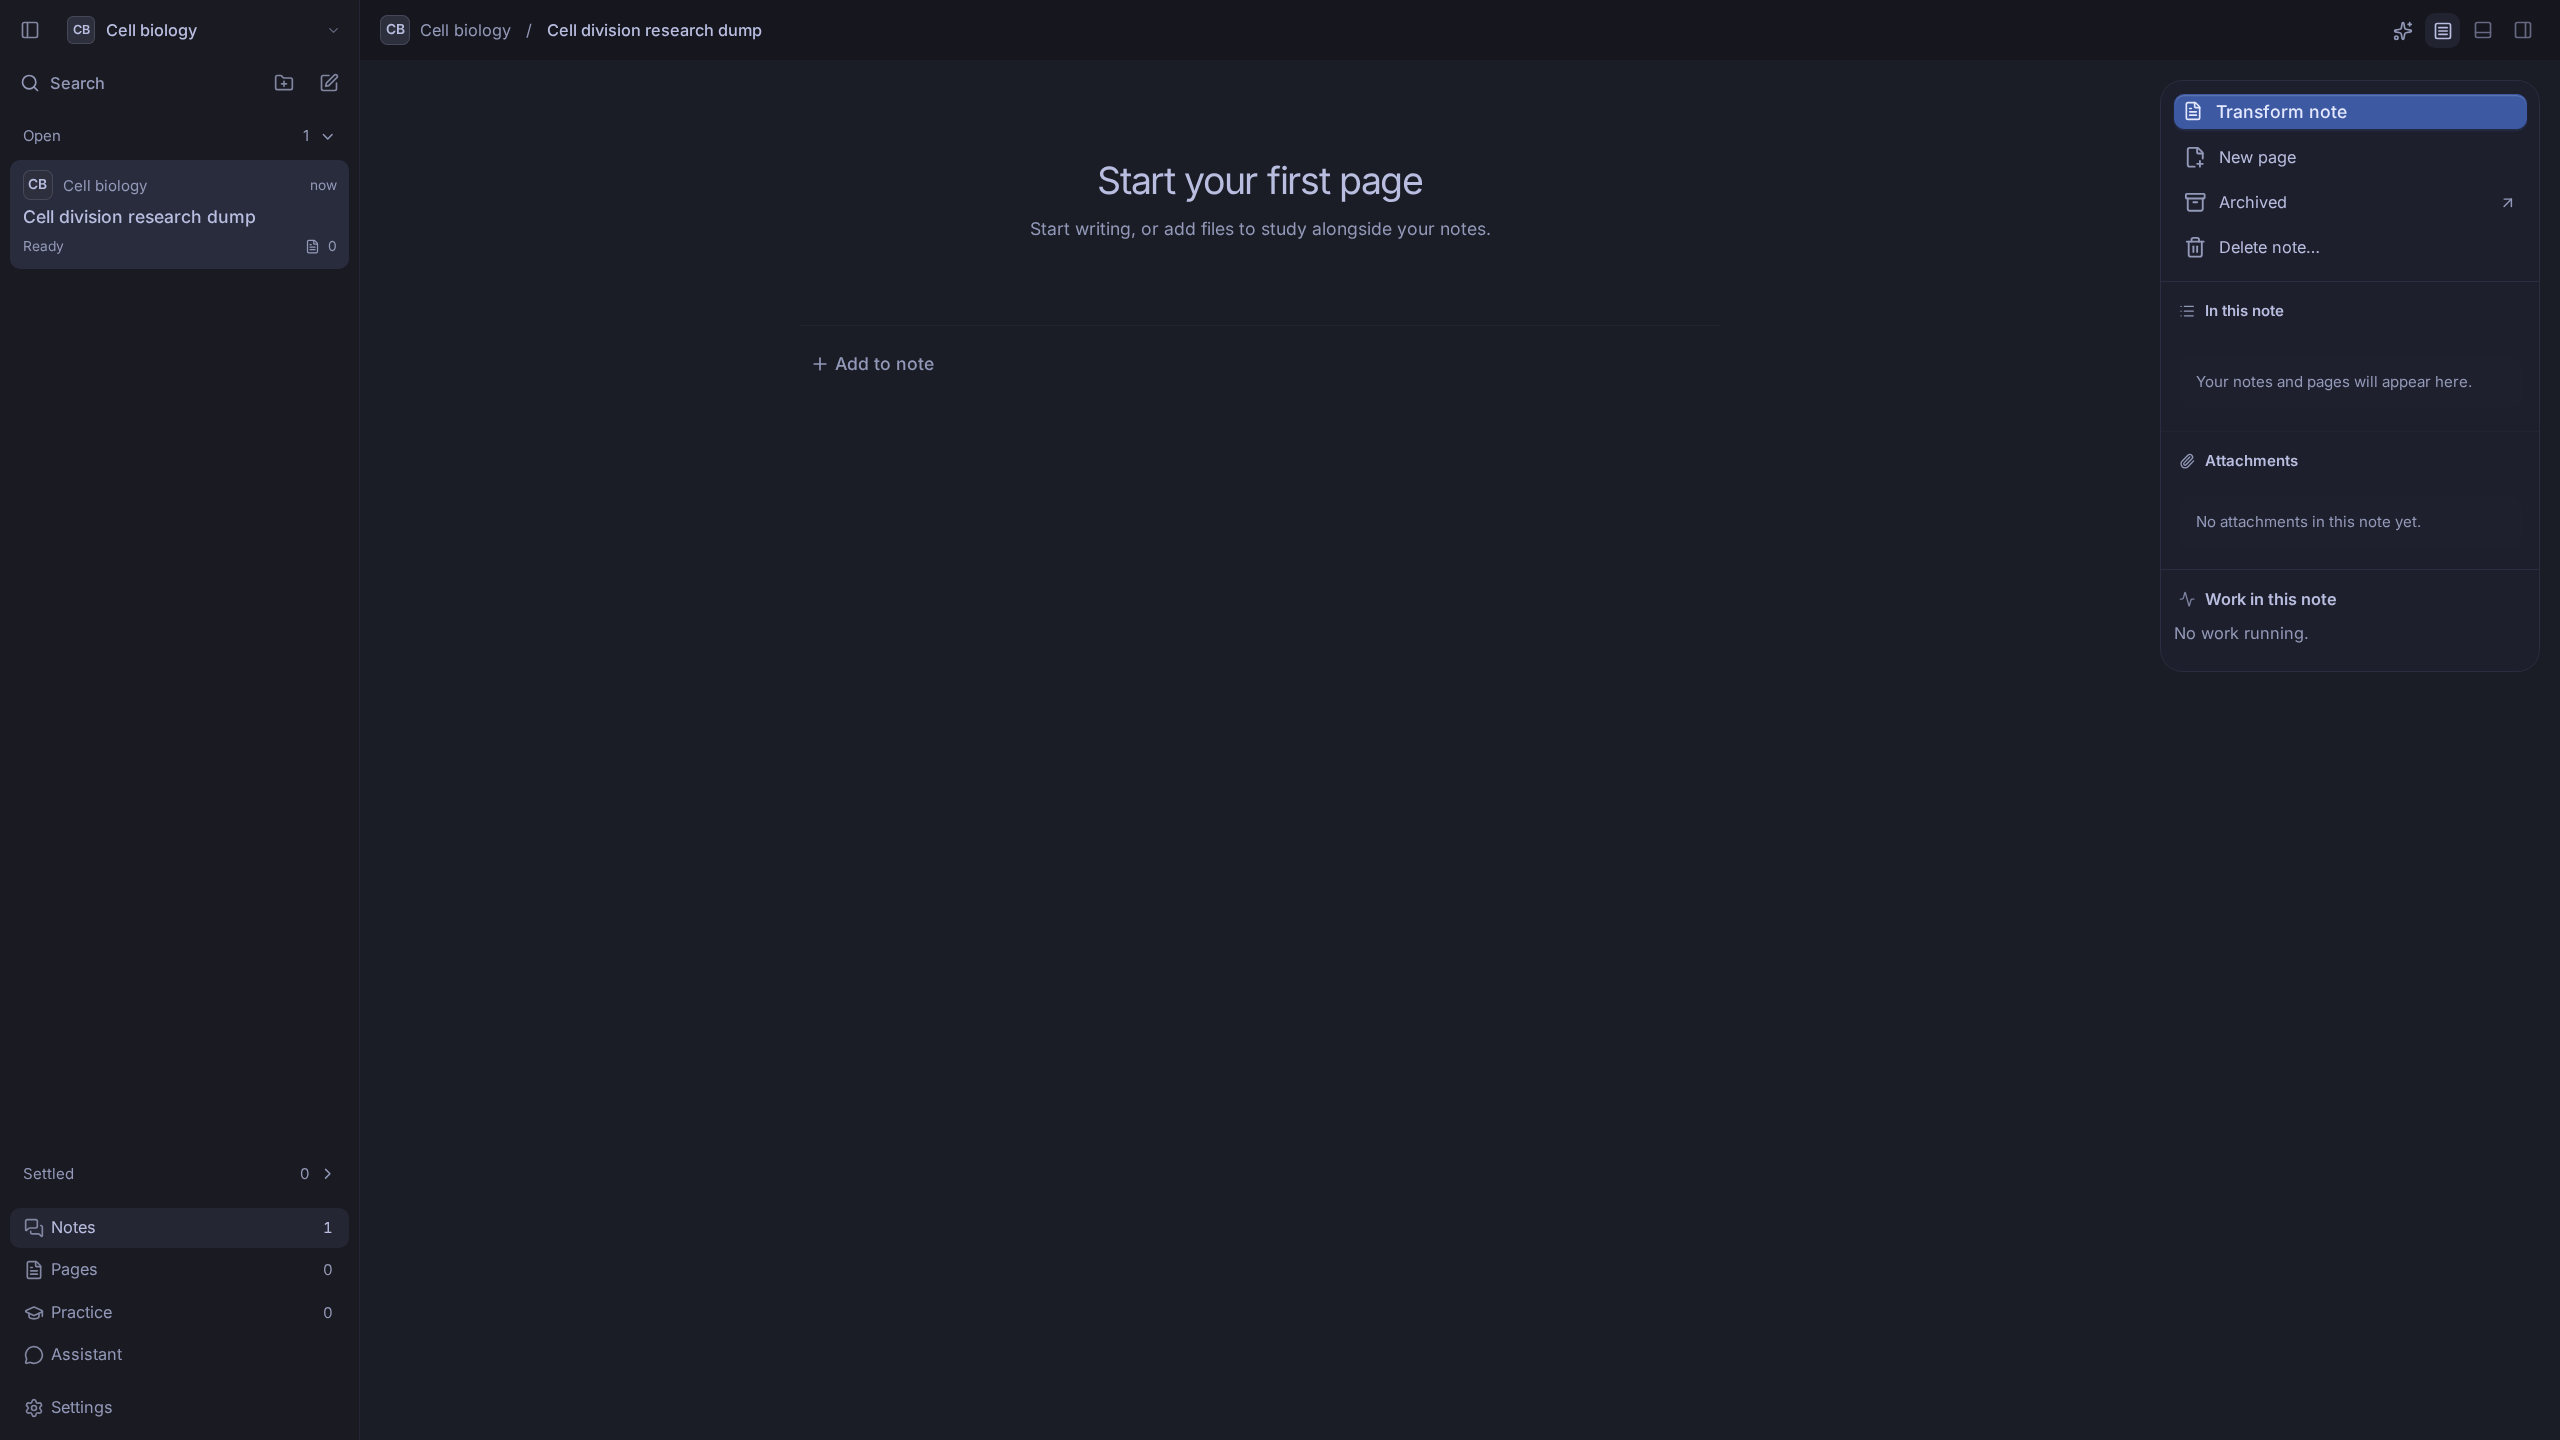 CB Cell biology
Search
Open 1
CB Cell biology now
Cell division research dump
Ready 0
Settled 0
Notes 1
Pages 0
Practice 0
Assistant
Settings
CB Cell biology / Cell division research dump
Start your first page
Start writing, or add files to study alongside your notes.
Add to note
Transform note
New page
Archived
Delete note...
In this note
Your notes and pages will appear here.
Attachments
No attachments in this note yet.
Work in this note
No work running.